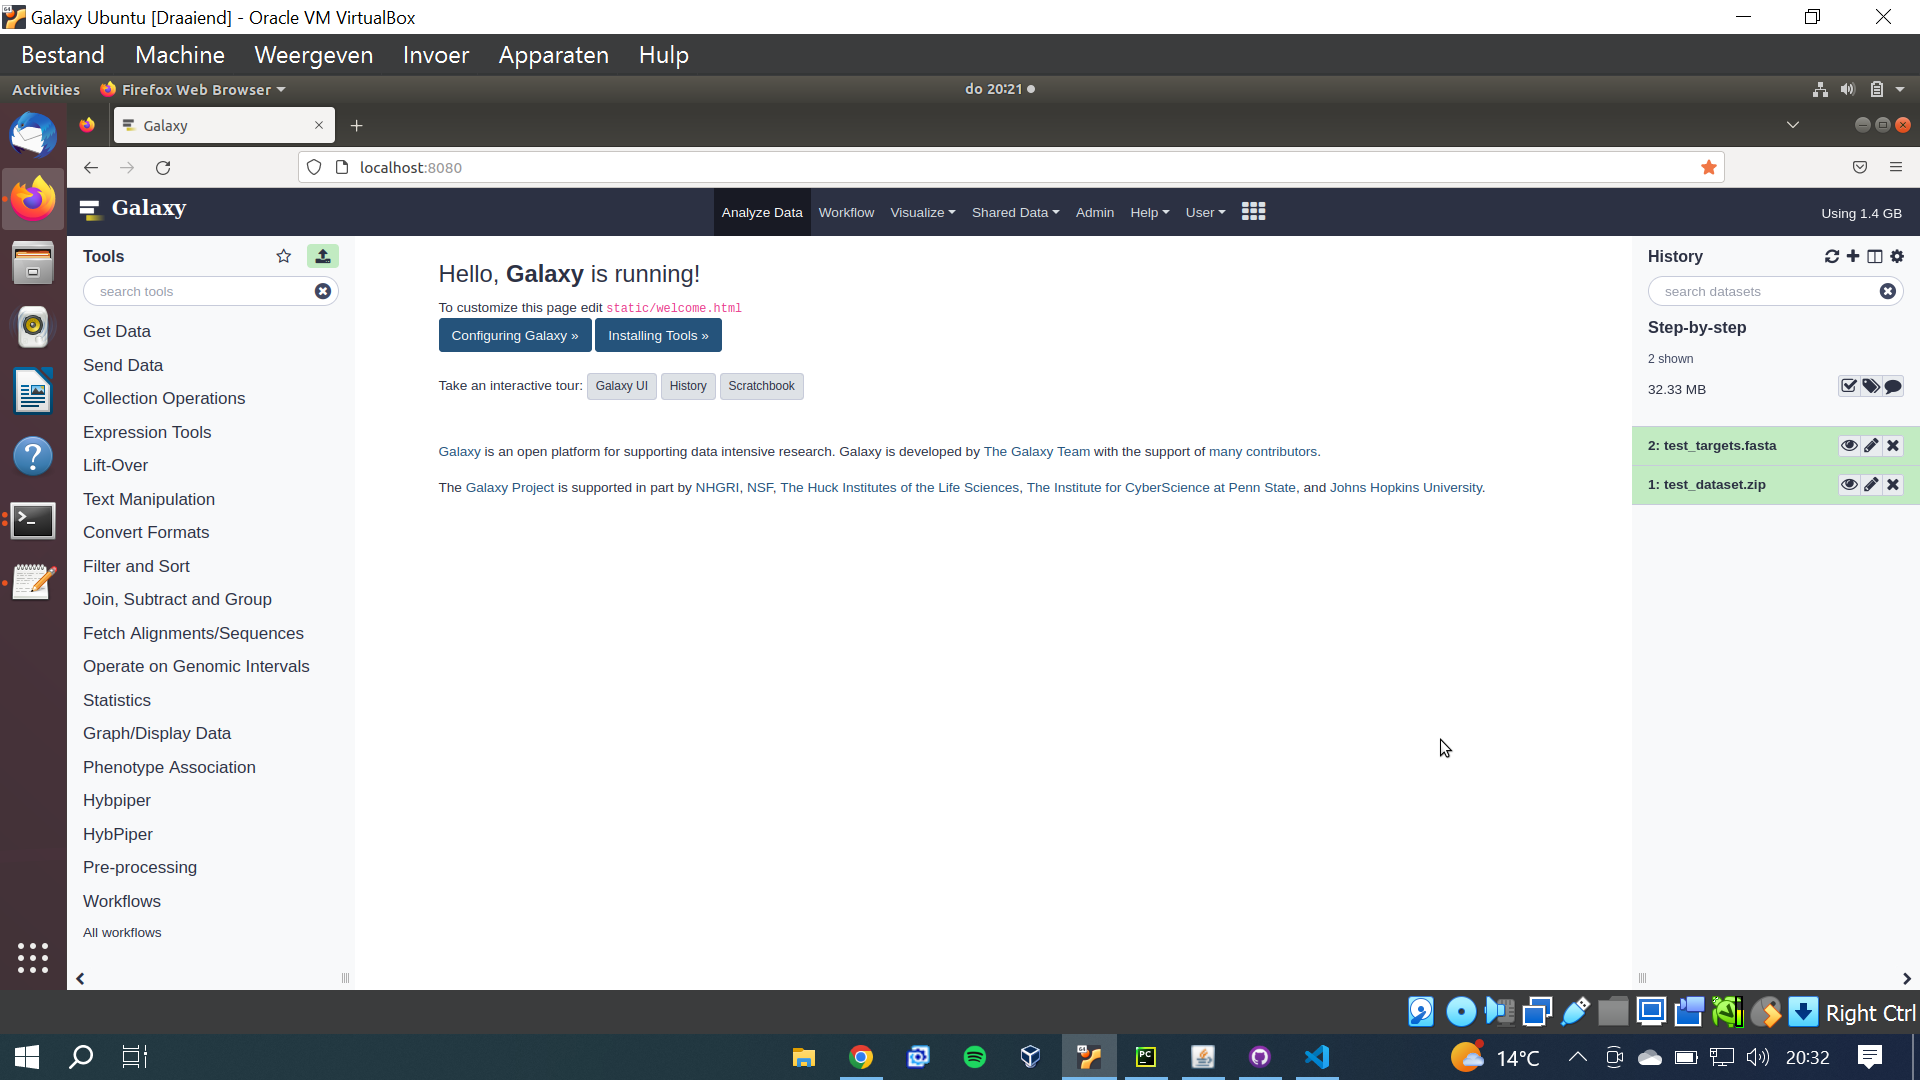 Galaxy Ubuntu [Draaiend] - Oracle VM VirtualBox
Bestand Machine Weergeven Invoer Apparaten Hulp
Activities Firefox Web Browser do 20:21
Galaxy
localhost:8080
Galaxy Analyze Data Workflow Visualize Shared Data Admin Help User Using 1.4 GB
Tools
search tools
Get Data
Send Data
Collection Operations
Expression Tools
Lift-Over
Text Manipulation
Convert Formats
Filter and Sort
Join, Subtract and Group
Fetch Alignments/Sequences
Operate on Genomic Intervals
Statistics
Graph/Display Data
Phenotype Association
Hybpiper
HybPiper
Pre-processing
Workflows
All workflows
Hello, Galaxy is running!
To customize this page edit static/welcome.html
Configuring Galaxy » Installing Tools »
Take an interactive tour: Galaxy UI History Scratchbook
Galaxy is an open platform for supporting data intensive research. Galaxy is developed by The Galaxy Team with the support of many contributors.
The Galaxy Project is supported in part by NHGRI, NSF, The Huck Institutes of the Life Sciences, The Institute for CyberScience at Penn State, and Johns Hopkins University.
History
search datasets
Step-by-step
2 shown
32.33 MB
2: test_targets.fasta
1: test_dataset.zip
Right Ctrl
14°C 20:32